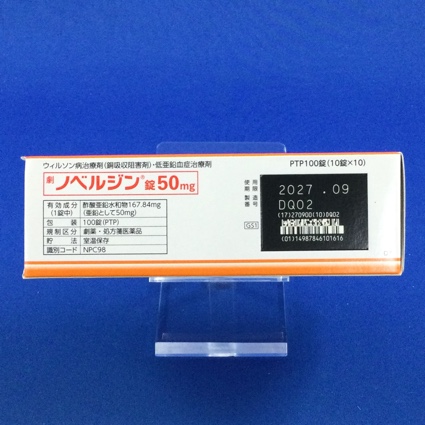 ウィルソン病治療剤(銅吸収阻害剤)・低亜鉛血症治療剤
PTP100錠(10錠×10)
劇 ノベルジン®錠50mg
有効成分 (1錠中) 酢酸亜鉛水和物167.84mg
(亜鉛として50mg)
包装 100錠(PTP)
規制区分 劇薬・処方箋医薬品
貯法 室温保存
識別コード NPC98
使用期限 2027.09
製造番号 DQ02
(17)270900(10)DQ02
GS1
(01)14987846101616